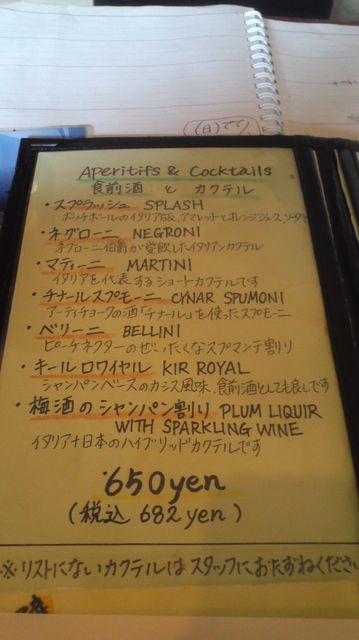 (日)でて
Aperitifs & Cocktails
食前酒 と カクテル
・スプラッシュ SPLASH
ボッチボールのイタリア版、アマレットとオレンジジュース、ソーダ
・ネグローニ NEGRONI
ネグローニ伯爵が愛飲したイタリアンカクテル
・マティーニ MARTINI
イタリアを代表するショートカクテルです
・チナールスプモーニ CYNAR SPUMONI
アーティチョークの酒「チナール」を使ったスプモーニ
・ベリーニ BELLINI
ピーチネクターのぜいたくなスプマンテ割り
・キールロワイヤル KIR ROYAL
シャンパンベースのカシス風味.食前酒としても良しです
・梅酒のシャンパン割り PLUM LIQUIR
WITH SPARKLING WINE
イタリアと日本のハイブリッドカクテルです
・650yen
(税込 682 yen)
※リストにないカクテルはスタッフにおたずねください